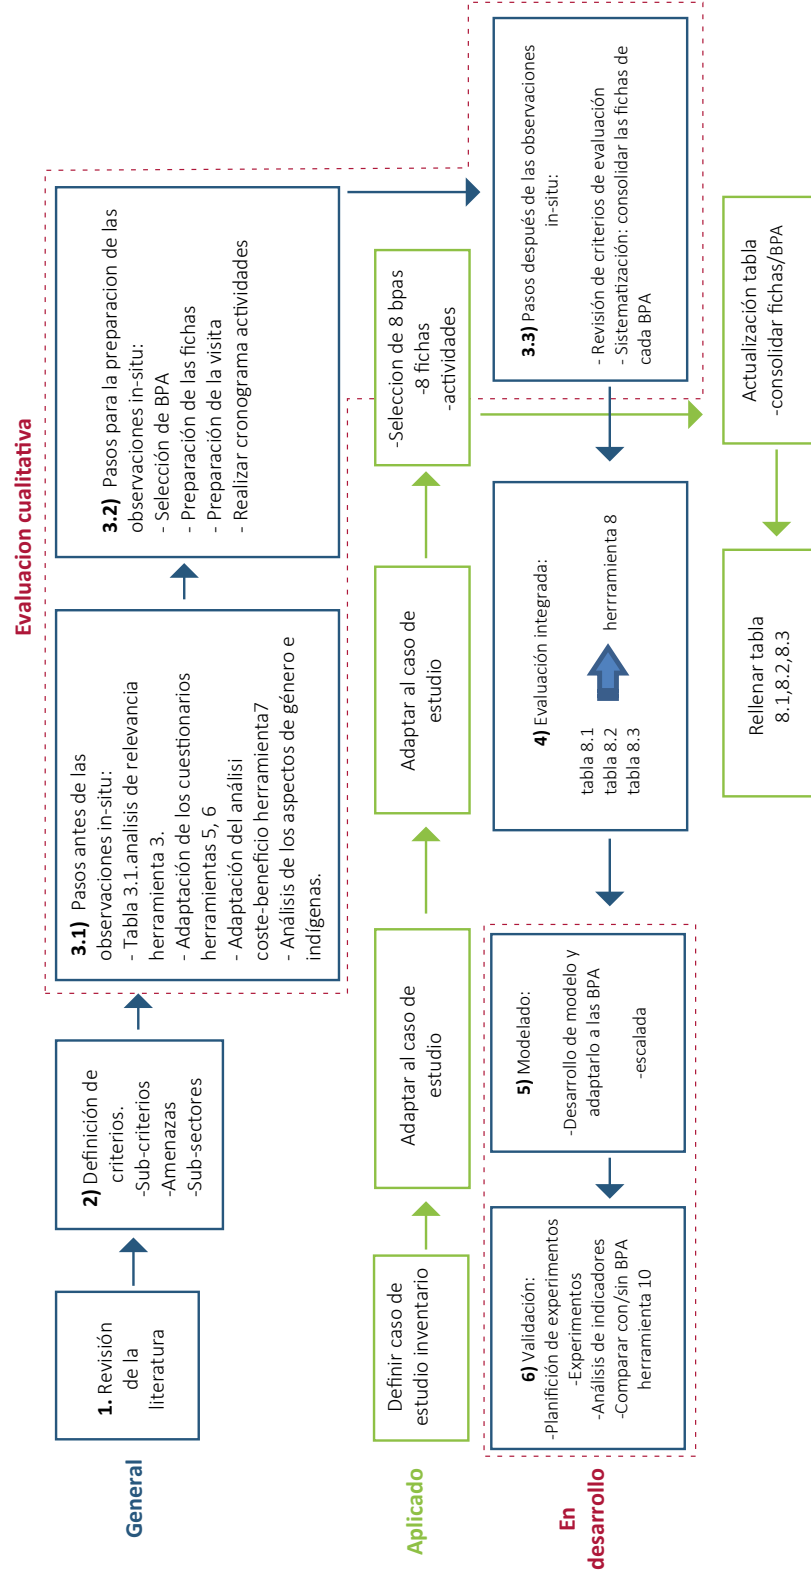 Evaluacion cualitativa
General
1. Revisión
de la
literatura
2) Definición de
criterios.
-Sub-criterios
-Amenazas
-Sub-sectores
3.1) Pasos antes de las
observaciones in-situ:
- Tabla 3.1.analisis de relevancia
herramienta 3.
- Adaptación de los cuestionarios
herramientas 5, 6
- Adaptación del análisi
coste-beneficio herramienta7
- Análisis de los aspectos de género e
indígenas.
3.2) Pasos para la preparacion de las
observaciones in-situ:
- Selección de BPA
- Preparación de las fichas
- Preparación de la visita
- Realizar cronograma actividades
Aplicado
Definir caso de
estudio inventario
Adaptar al caso de
estudio
Adaptar al caso de
estudio
-Seleccion de 8 bpas
-8 fichas
-actividades
3.3) Pasos después de las observaciones
in-situ:
- Revisión de criterios de evaluación
- Sistematización: consolidar las fichas de
cada BPA
En
desarrollo
6) Validación:
-Planifición de experimentos
-Experimentos
-Análisis de indicadores
-Comparar con/sin BPA
herramienta 10
5) Modelado:
-Desarrollo de modelo y
adaptarlo a las BPA
-escalada
4) Evaluación integrada:
tabla 8.1
tabla 8.2
tabla 8.3
herrramienta 8
Rellenar tabla
8.1,8.2,8.3
Actualización tabla
-consolidar fichas/BPA